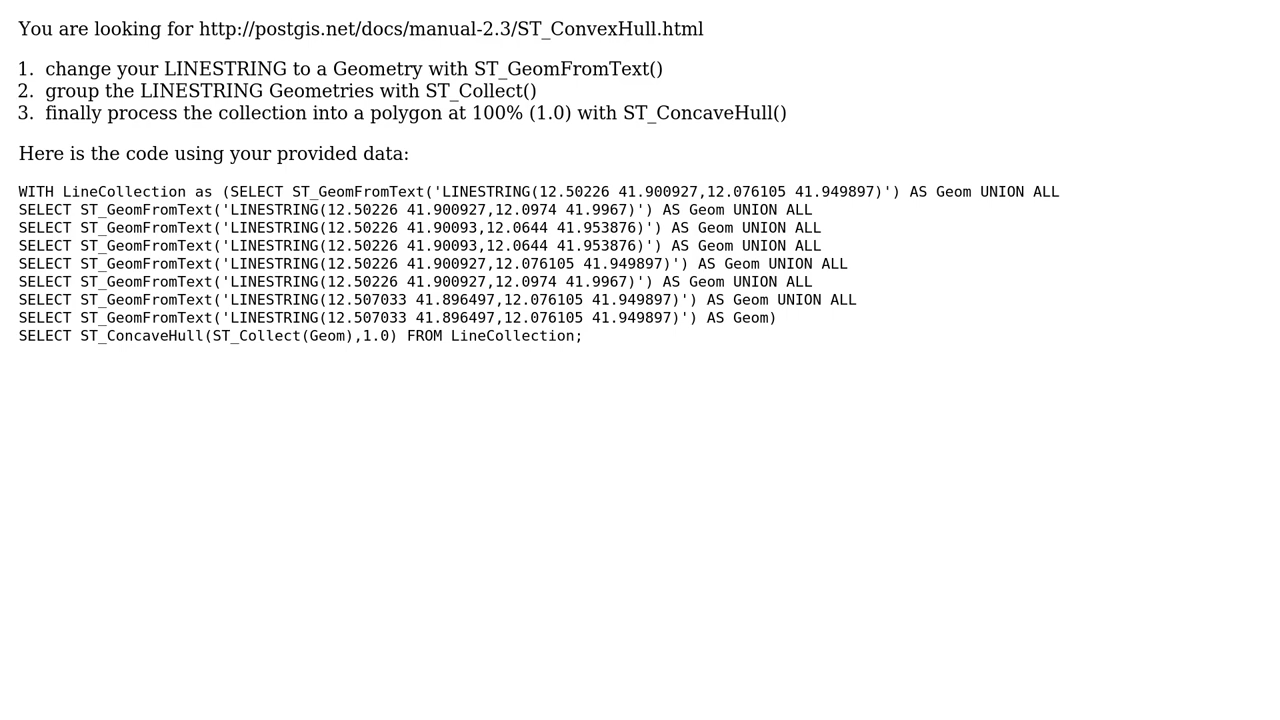 You are looking for http://postgis.net/docs/manual-2.3/ST_ConvexHull.html
1. change your LINESTRING to a Geometry with ST_GeomFromText()
2. group the LINESTRING Geometries with ST_Collect()
3. finally process the collection into a polygon at 100% (1.0) with ST_ConcaveHull()
Here is the code using your provided data:
WITH LineCollection as (SELECT ST_GeomFromText('LINESTRING(12.50226 41.900927,12.076105 41.949897)') AS Geom UNION ALL
SELECT ST_GeomFromText('LINESTRING(12.50226 41.900927,12.0974 41.9967)') AS Geom UNION ALL
SELECT ST_GeomFromText('LINESTRING(12.50226 41.90093,12.0644 41.953876)') AS Geom UNION ALL
SELECT ST_GeomFromText('LINESTRING(12.50226 41.90093,12.0644 41.953876)') AS Geom UNION ALL
SELECT ST_GeomFromText('LINESTRING(12.50226 41.900927,12.076105 41.949897)') AS Geom UNION ALL
SELECT ST_GeomFromText('LINESTRING(12.50226 41.900927,12.0974 41.9967)') AS Geom UNION ALL
SELECT ST_GeomFromText('LINESTRING(12.507033 41.896497,12.076105 41.949897)') AS Geom UNION ALL
SELECT ST_GeomFromText('LINESTRING(12.507033 41.896497,12.076105 41.949897)') AS Geom)
SELECT ST_ConcaveHull(ST_Collect(Geom),1.0) FROM LineCollection;